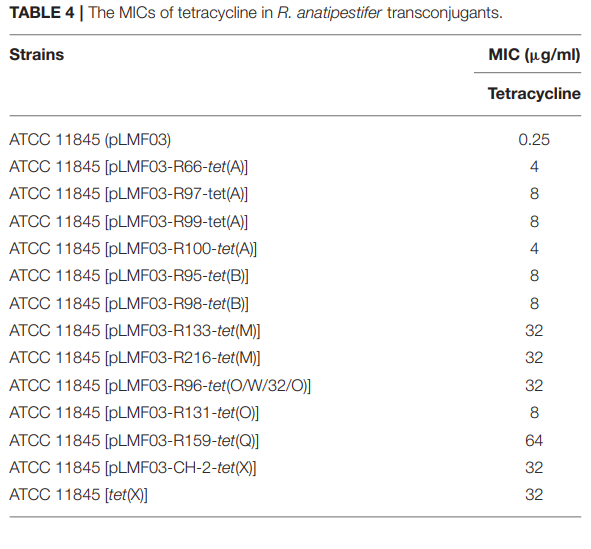 TABLE 4 | The MICs of tetracycline in R. anatipestifer transconjugants.
Strains MIC (μg/ml)
Tetracycline
ATCC 11845 (pLMF03) 0.25
ATCC 11845 [pLMF03-R66-tet(A)] 4
ATCC 11845 [pLMF03-R97-tet(A)] 8
ATCC 11845 [pLMF03-R99-tet(A)] 8
ATCC 11845 [pLMF03-R100-tet(A)] 4
ATCC 11845 [pLMF03-R95-tet(B)] 8
ATCC 11845 [pLMF03-R98-tet(B)] 8
ATCC 11845 [pLMF03-R133-tet(M)] 32
ATCC 11845 [pLMF03-R216-tet(M)] 32
ATCC 11845 [pLMF03-R96-tet(O/W/32/O)] 32
ATCC 11845 [pLMF03-R131-tet(O)] 8
ATCC 11845 [pLMF03-R159-tet(Q)] 64
ATCC 11845 [pLMF03-CH-2-tet(X)] 32
ATCC 11845 [tet(X)] 32